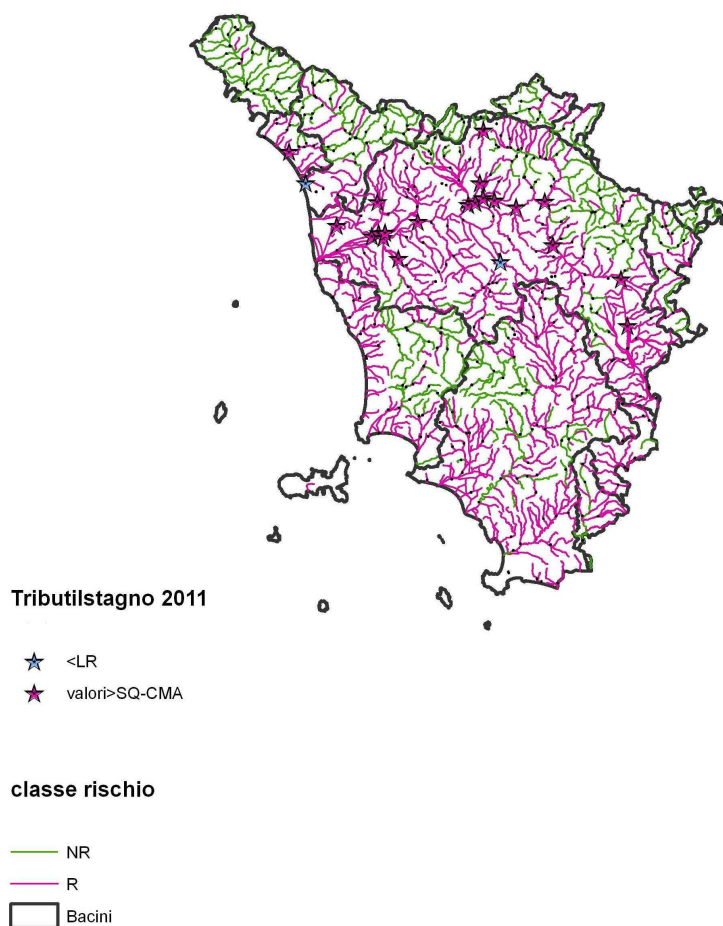 Tributilstagno 2011
<LR
valori>SQ-CMA
classe rischio
NR
R
Bacini